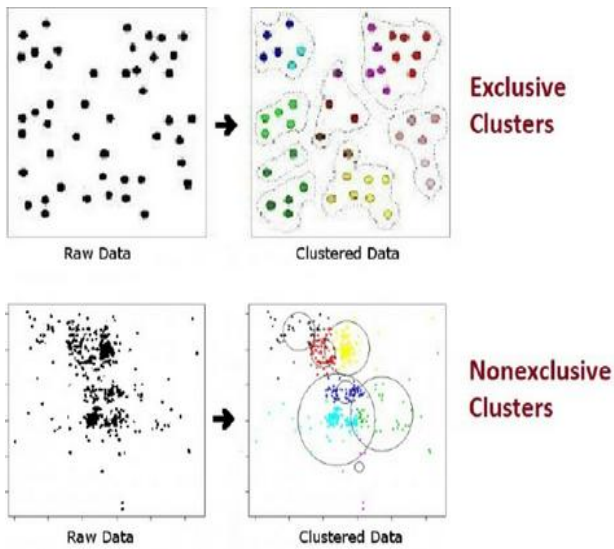 Exclusive
Clusters
Raw Data
Clustered Data
Nonexclusive
Clusters
Raw Data
Clustered Data